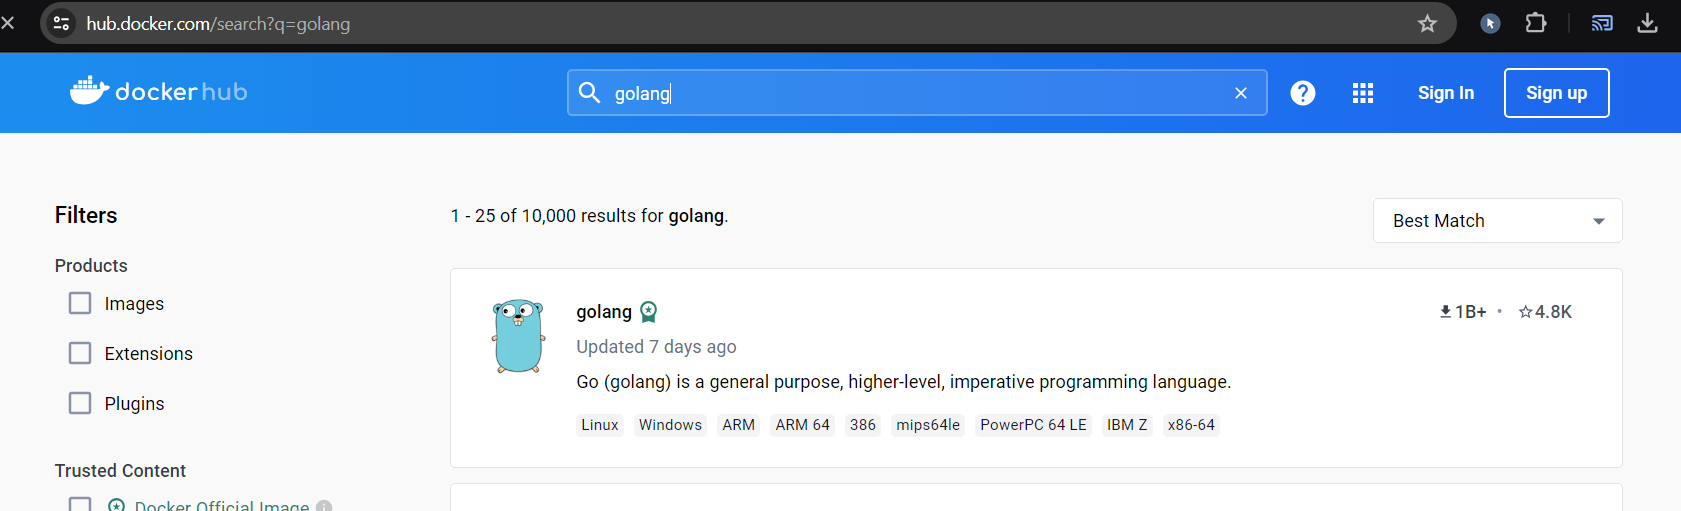 hub.docker.com/search?q=golang
docker hub
golang
Sign In
Sign up
Filters
1 - 25 of 10,000 results for golang.
Best Match
Products
Images
Extensions
Plugins
golang
1B+ • 4.8K
Updated 7 days ago
Go (golang) is a general purpose, higher-level, imperative programming language.
Linux Windows ARM ARM 64 386 mips64le PowerPC 64 LE IBM Z x86-64
Trusted Content
Docker Official Image